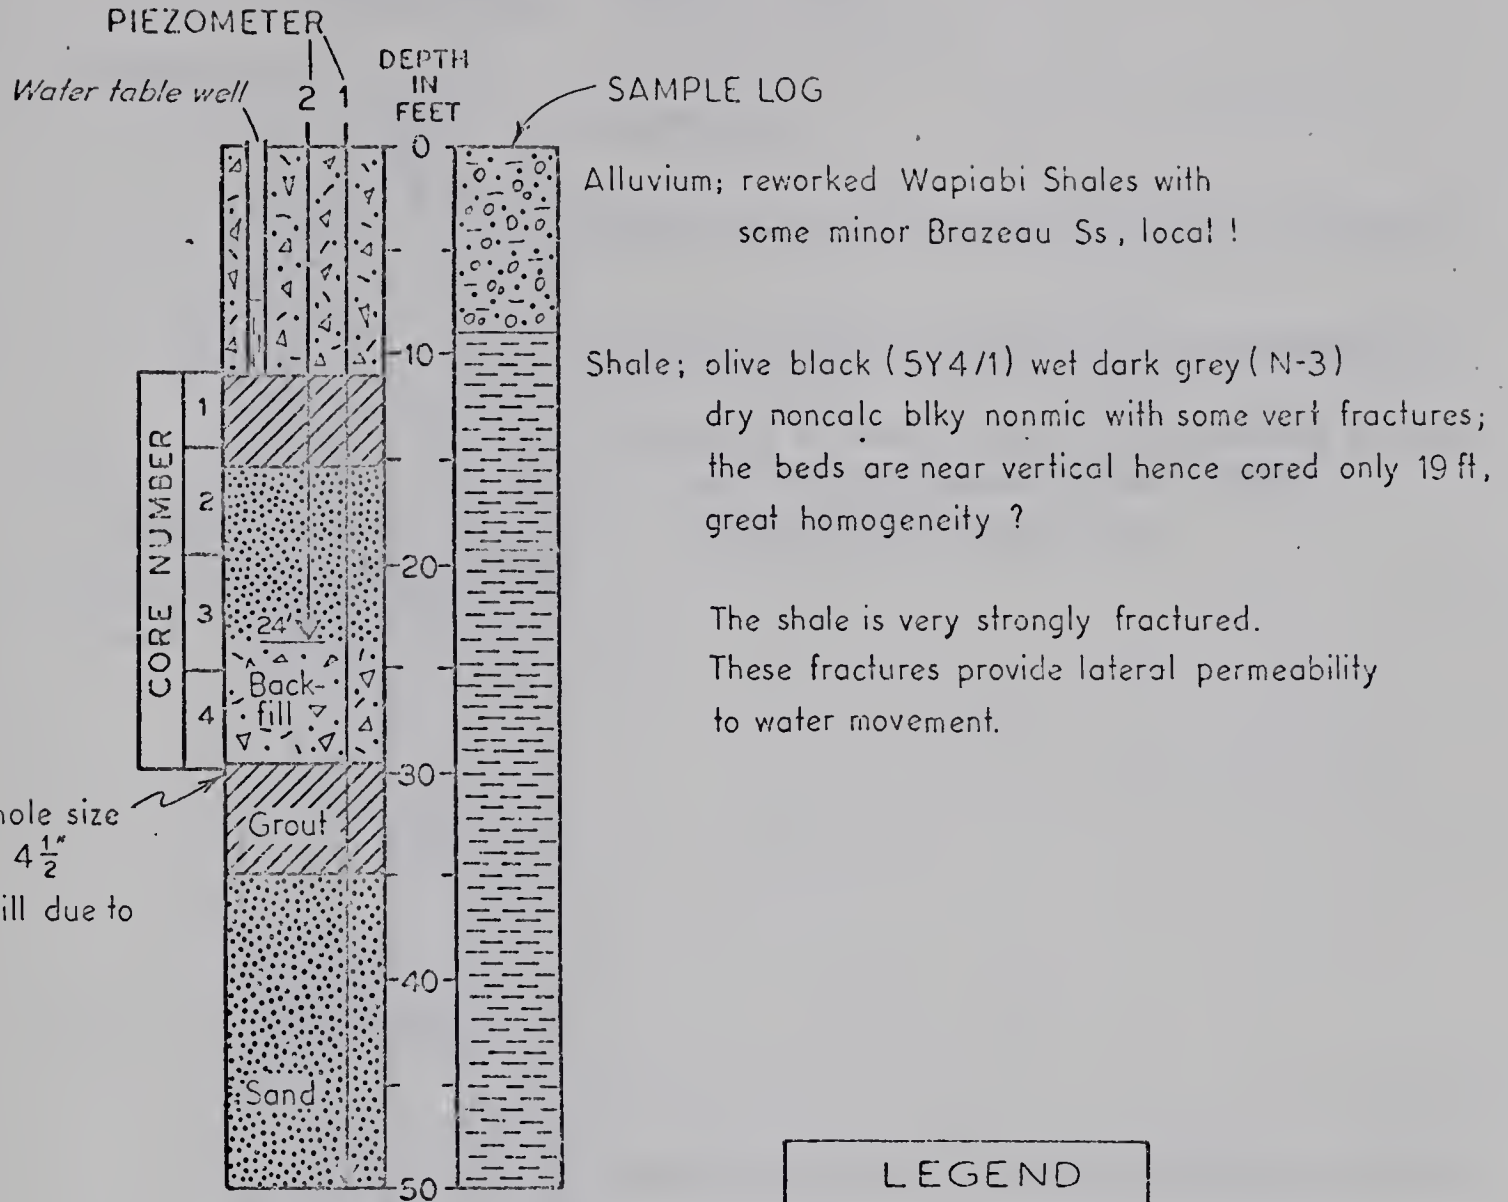 PIEZOMETER
Water table well
2 1
DEPTH
IN
FEET
SAMPLE LOG
0
Alluvium; reworked Wapiabi Shales with
some minor Brazeau Ss, local !
10
Shale; olive black (5Y4/1) wet dark grey (N-3)
dry noncalc blky nonmic with some vert fractures;
the beds are near vertical hence cored only 19 ft,
great homogeneity ?
CORE NUMBER
1
2
3
4
20
24'
The shale is very strongly fractured.
These fractures provide lateral permeability
to water movement.
Back-
fill
30
hole size
4 1/2"
Grout
ill due to
40
Sand
50
LEGEND